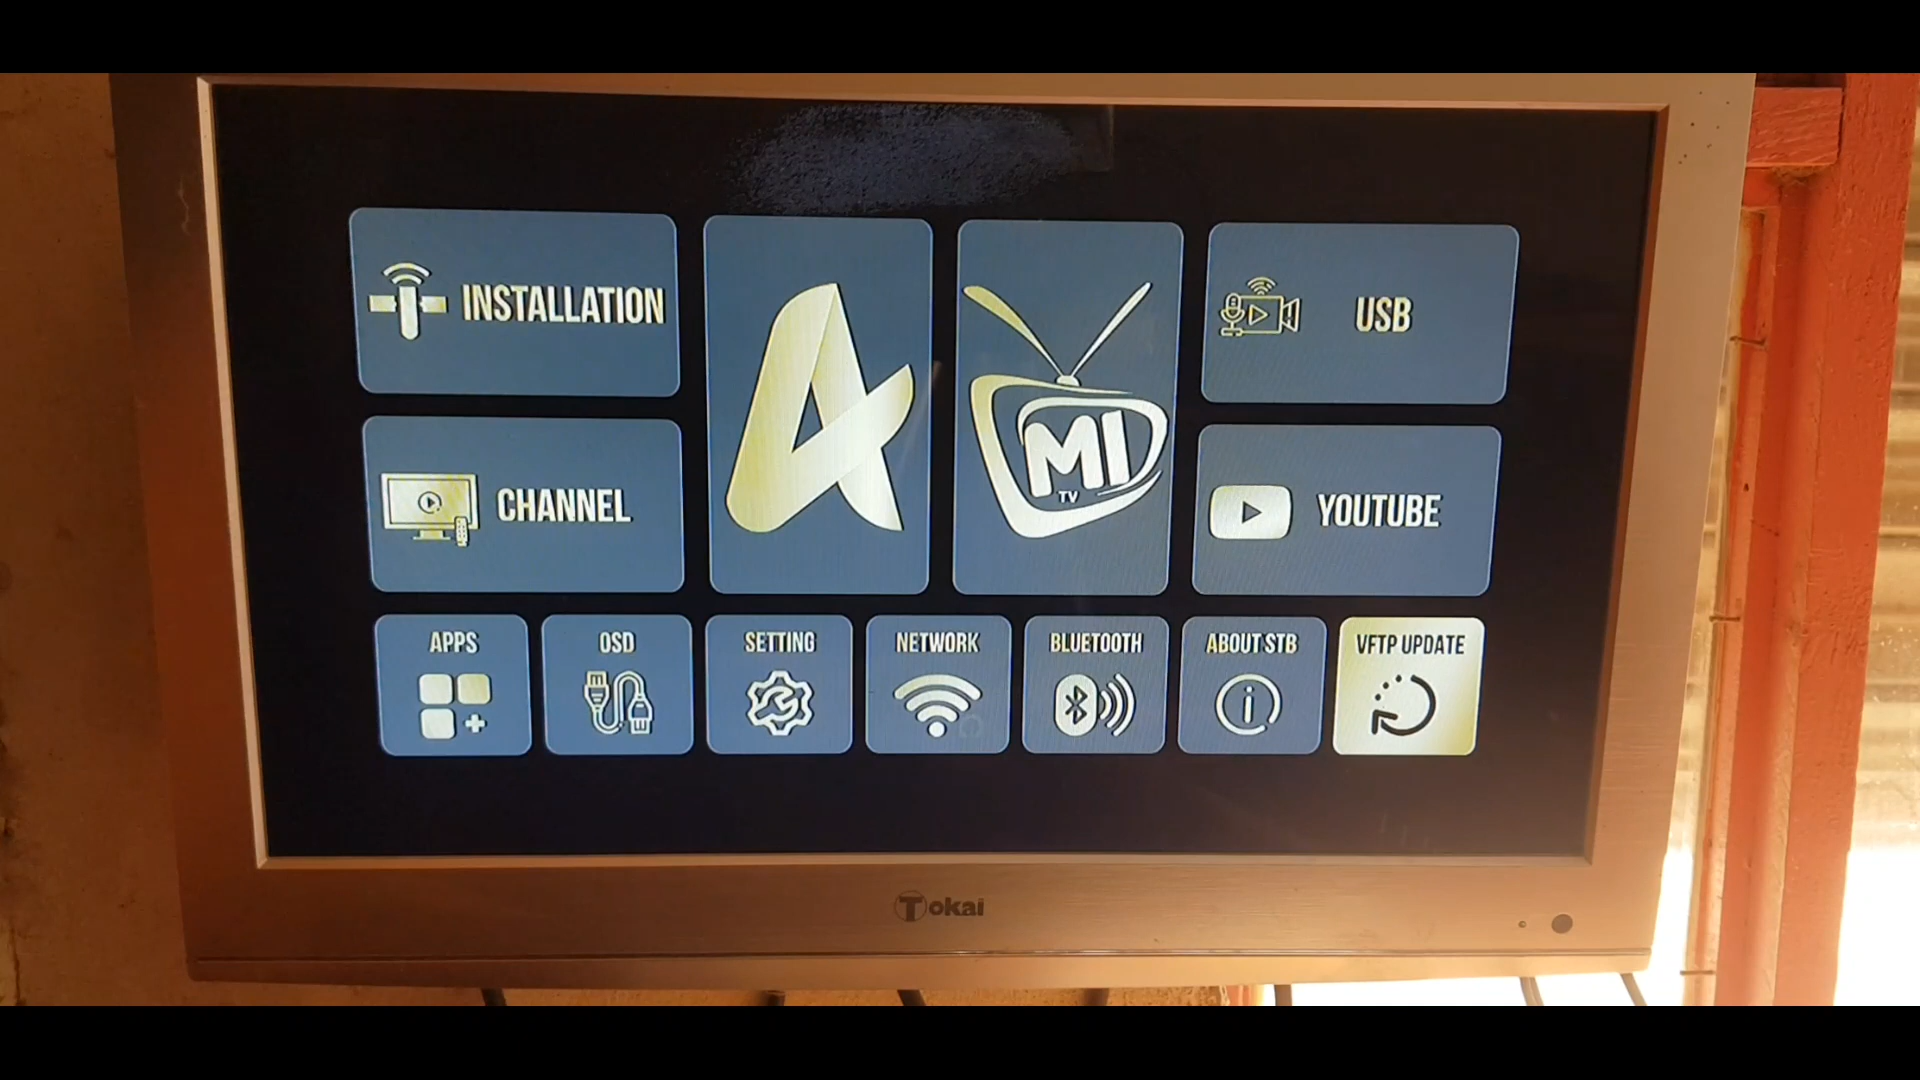 INSTALLATION
USB
MI
TV
CHANNEL
YOUTUBE
APPS
OSD
SETTING
NETWORK
BLUETOOTH
ABOUT STB
VFTP UPDATE
Tokai